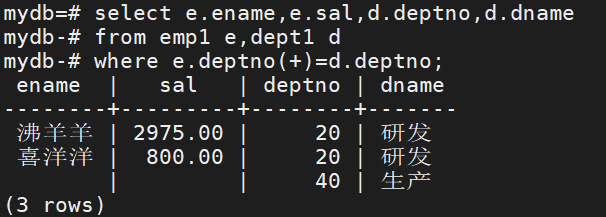 mydb=# select e.ename,e.sal,d.deptno,d.dname
mydb-# from emp1 e,dept1 d
mydb-# where e.deptno(+)=d.deptno;
 ename  |   sal   | deptno | dname
--------+---------+--------+-------
 沸羊羊 | 2975.00 |     20 | 研发
 喜洋洋 |  800.00 |     20 | 研发
        |         |     40 | 生产
(3 rows)